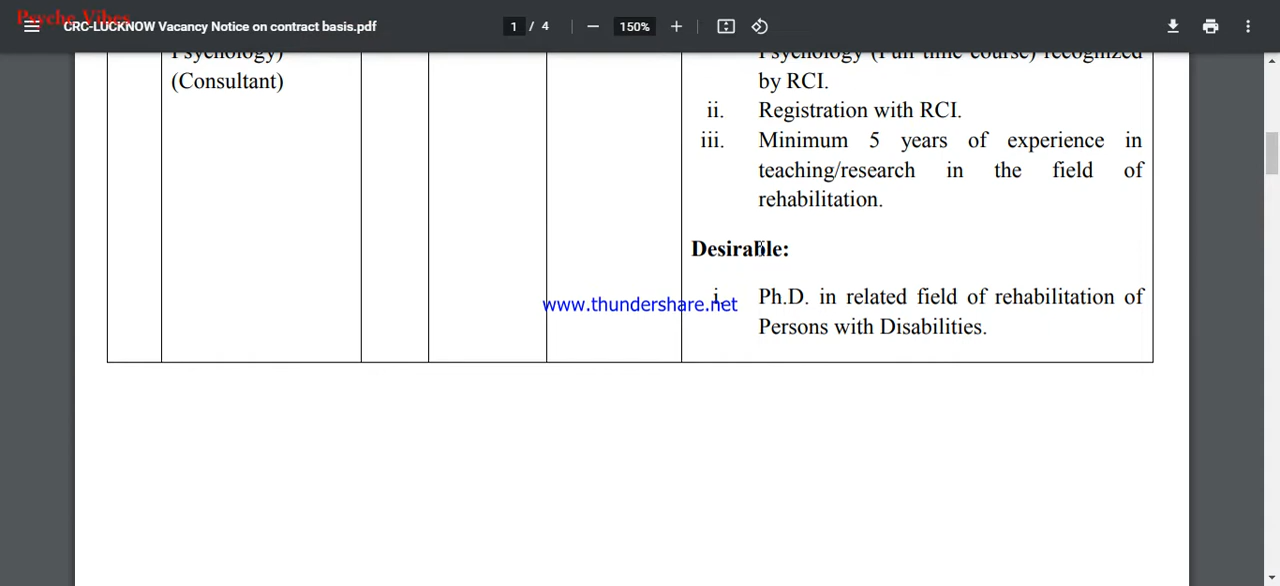 Psyche Vibes
CRC-LUCKNOW Vacancy Notice on contract basis.pdf
1 / 4
150%
Psychology)
(Consultant)
Psychology (Full time course) recognized
by RCI.
ii. Registration with RCI.
iii. Minimum 5 years of experience in
teaching/research in the field of
rehabilitation.
Desirable:
i. Ph.D. in related field of rehabilitation of
Persons with Disabilities.
www.thundershare.net